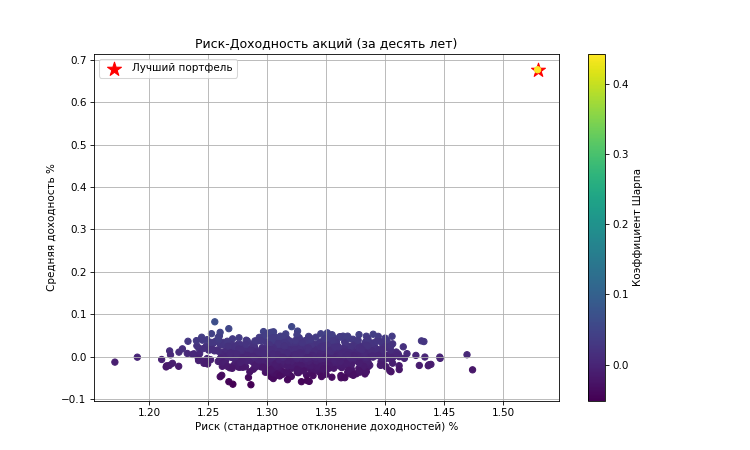 Риск-Доходность акций (за десять лет)
Лучший портфель
Средняя доходность %
0.7
0.6
0.5
0.4
0.3
0.2
0.1
0.0
−0.1
1.20 1.25 1.30 1.35 1.40 1.45 1.50
Риск (стандартное отклонение доходностей) %
0.4
0.3
0.2
0.1
0.0
Коэффициент Шарпа